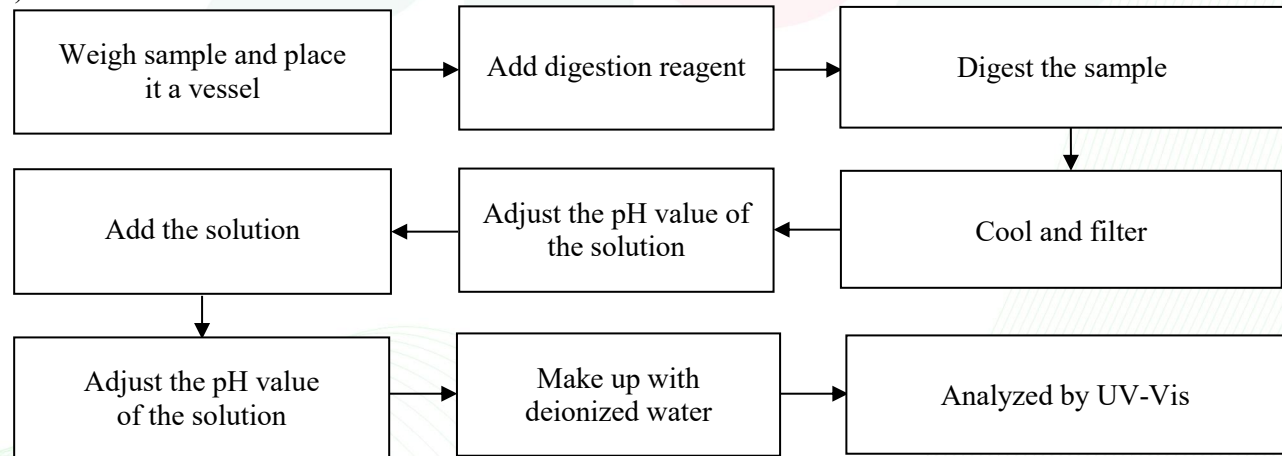 Weigh sample and place
it a vessel
Add digestion reagent
Digest the sample
Cool and filter
Adjust the pH value of
the solution
Add the solution
Adjust the pH value
of the solution
Make up with
deionized water
Analyzed by UV-Vis